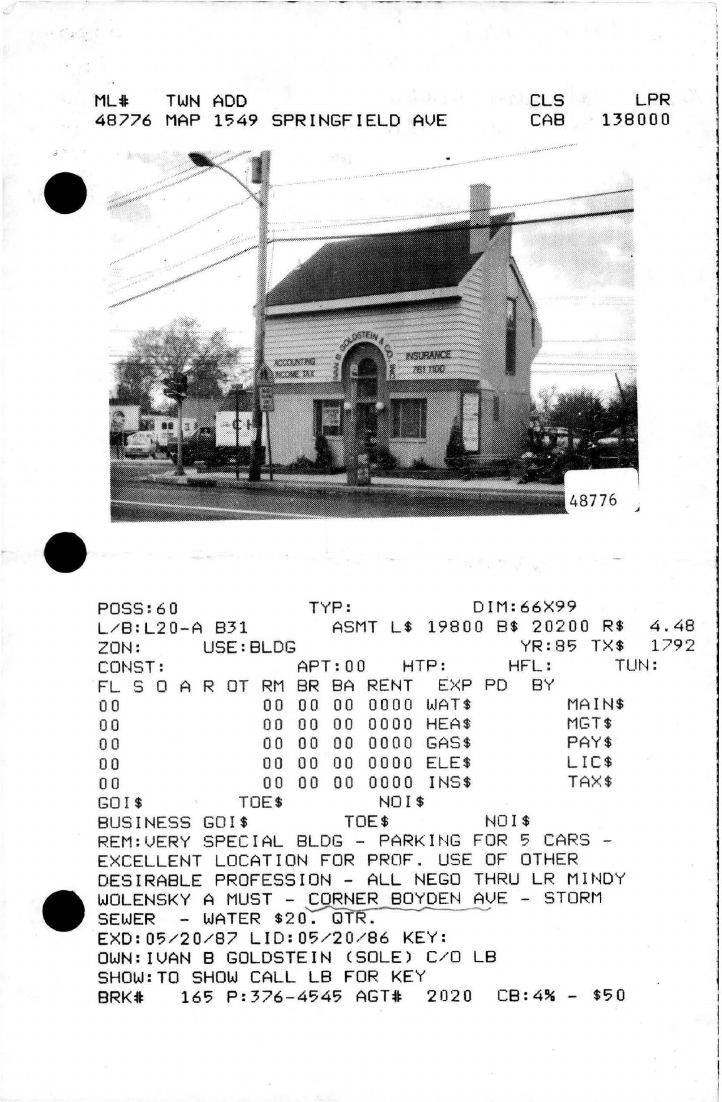 ML# TWN ADD CLS LPR
48776 MAP 1549 SPRINGFIELD AVE CAB 138000
IVAN B. GOLDSTEIN & CO.
ACCOUNTING
INCOME TAX
INSURANCE
761 1100
CH
48776
POSS:60 TYP: DIM:66X99
L/B:L20-A B31 ASMT L$ 19800 B$ 20200 R$ 4.48
ZON: USE:BLDG YR:85 TX$ 1792
CONST: APT:00 HTP: HFL: TUN:
FL S O A R OT RM BR BA RENT EXP PD BY
00 00 00 00 0000 WAT$ MAIN$
00 00 00 00 0000 HEA$ MGT$
00 00 00 00 0000 GAS$ PAY$
00 00 00 00 0000 ELE$ LIC$
00 00 00 00 0000 INS$ TAX$
GOI$ TOE$ NOI$
BUSINESS GOI$ TOE$ NOI$
REM:VERY SPECIAL BLDG - PARKING FOR 5 CARS -
EXCELLENT LOCATION FOR PROF. USE OF OTHER
DESIRABLE PROFESSION - ALL NEGO THRU LR MINDY
WOLENSKY A MUST - CORNER BOYDEN AVE - STORM
SEWER - WATER $20. QTR.
EXD:05/20/87 LID:05/20/86 KEY:
OWN:IVAN B GOLDSTEIN (SOLE) C/O LB
SHOW:TO SHOW CALL LB FOR KEY
BRK# 165 P:376-4545 AGT# 2020 CB:4% - $50